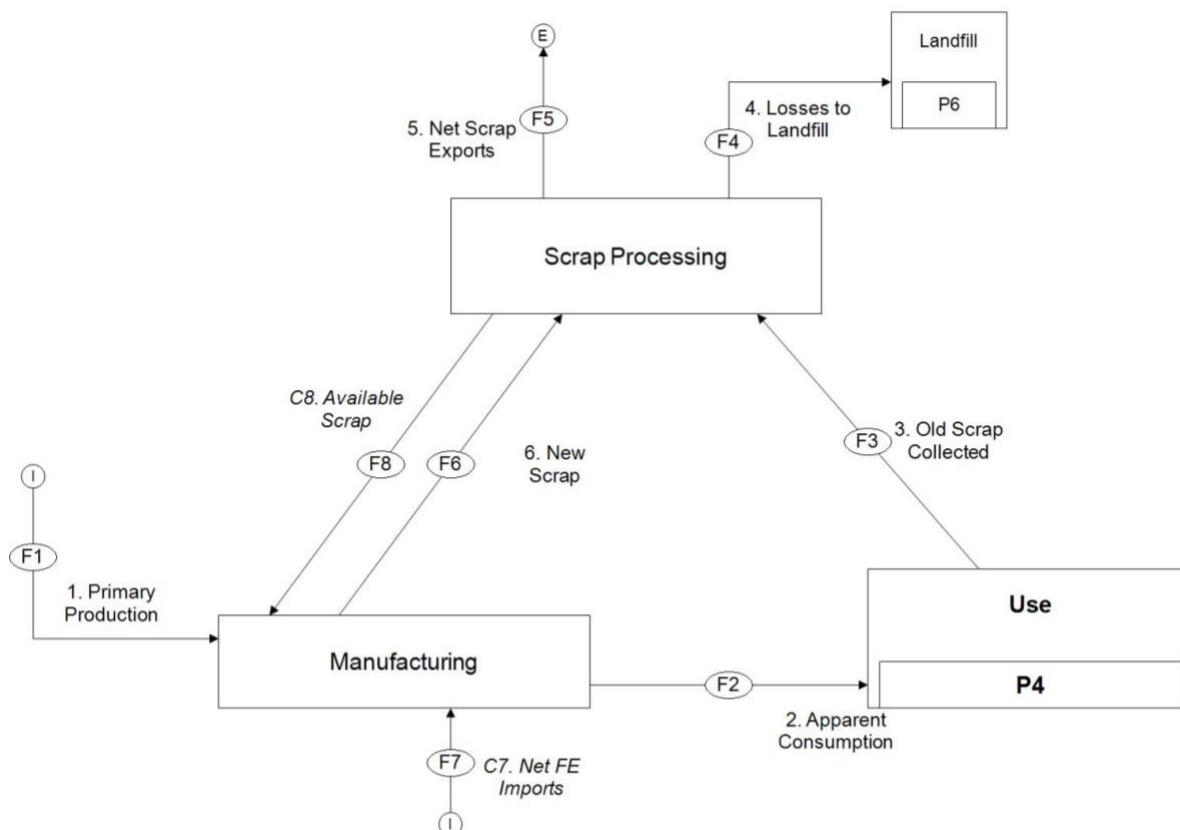 E
Landfill
P6
F5
4. Losses to
Landfill
5. Net Scrap
Exports
F4
Scrap Processing
C8. Available
Scrap
F8
F6
6. New
Scrap
F3
3. Old Scrap
Collected
I
F1
1. Primary
Production
Use
Manufacturing
P4
F2
2. Apparent
Consumption
F7
C7. Net FE
Imports
I